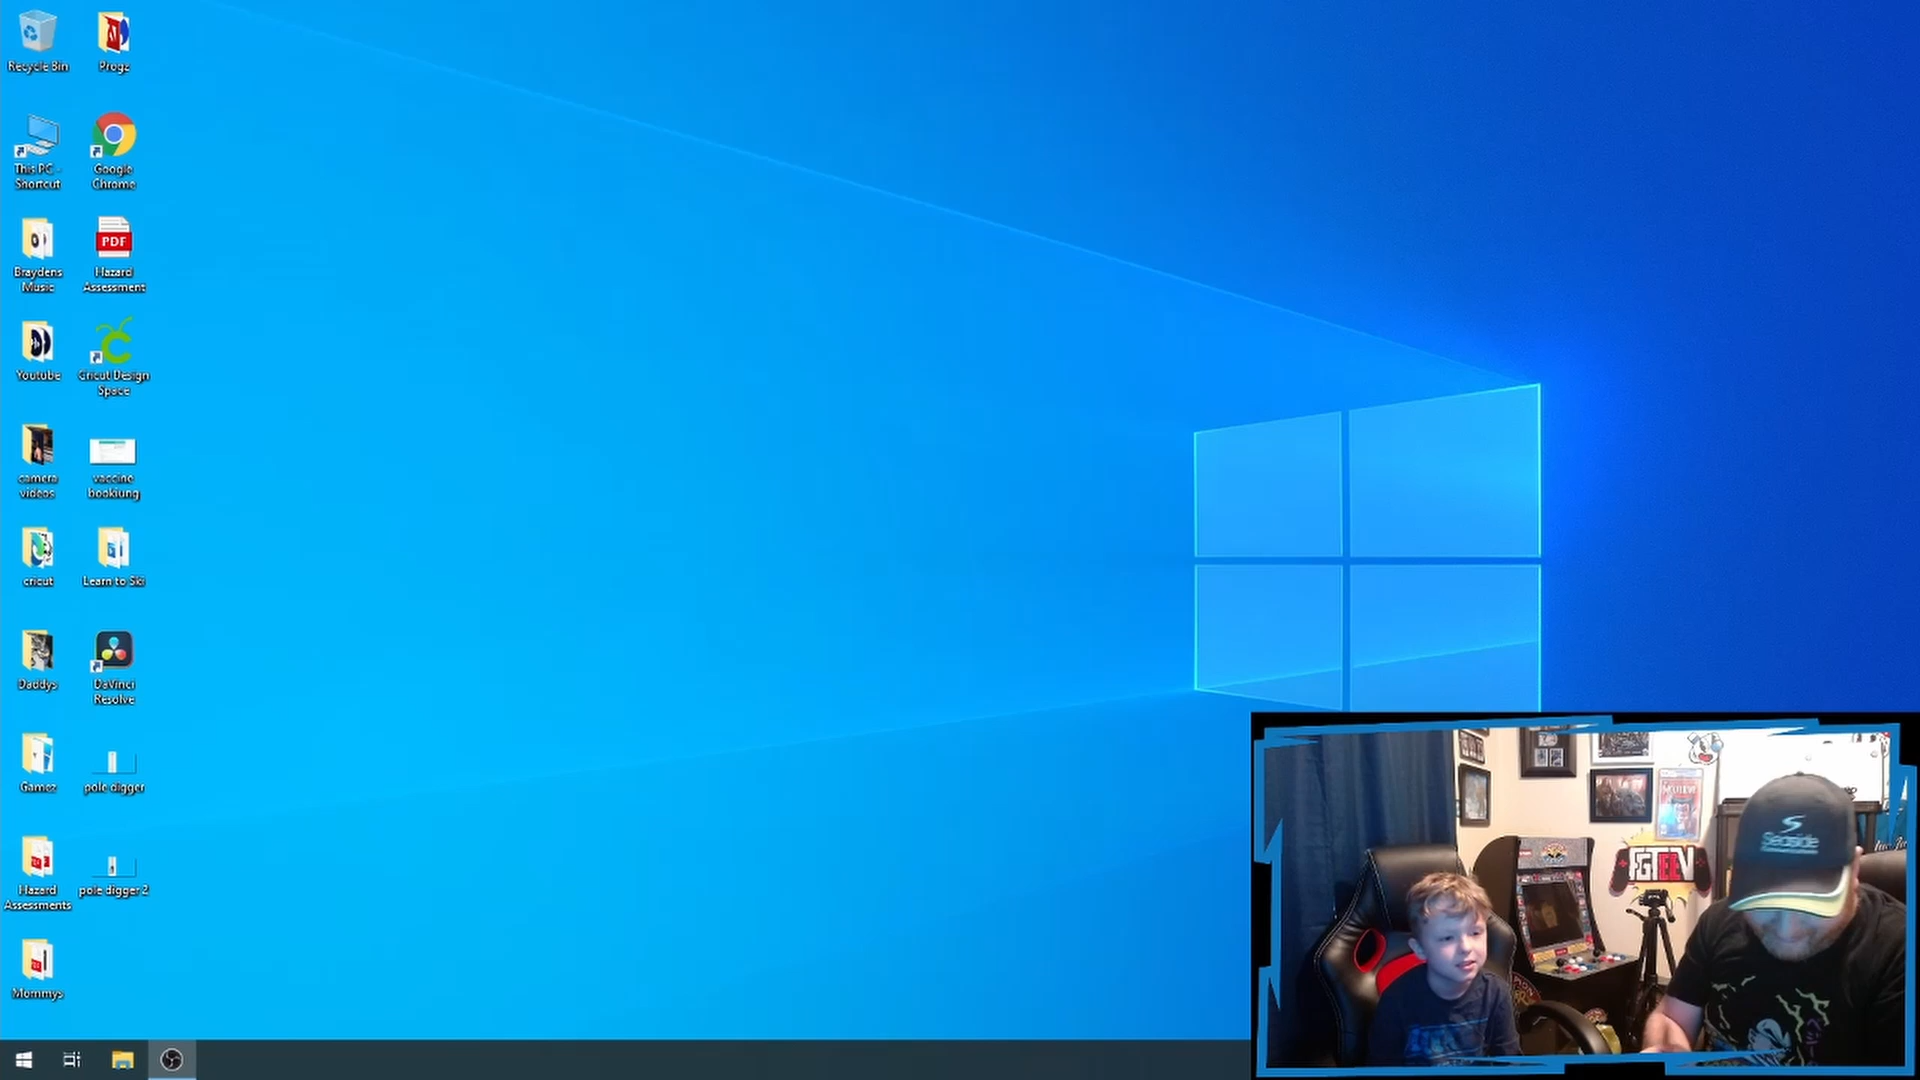 Recycle Bin
Progz
This PC -
Shortcut
Google
Chrome
Braydens
Music
PDF
Hazard
Assessment
Youtube
Cricut Design
Space
camera
videos
vaccine
bookiung
cricut
Learn to Ski
Daddys
DaVinci
Resolve
Gamez
pole digger
Hazard
Assessments
pole digger 2
Mommys
FGTEEV
S
Seaside